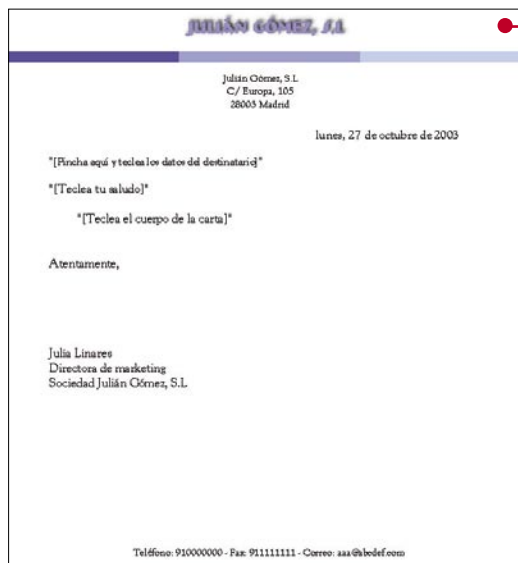 JULIÁN GÓMEZ, S.L
Julián Gómez, S.L
C/ Europa, 105
28003 Madrid
lunes, 27 de octubre de 2003
"[Pincha aquí y teclea los datos del destinatario]"
"[Teclea tu saludo]"
"[Teclea el cuerpo de la carta]"
Atentamente,
Julia Linares
Directora de marketing
Sociedad Julián Gómez, S.L
Teléfono: 910000000 - Fax: 911111111 - Correo: aaa@abcdef.com